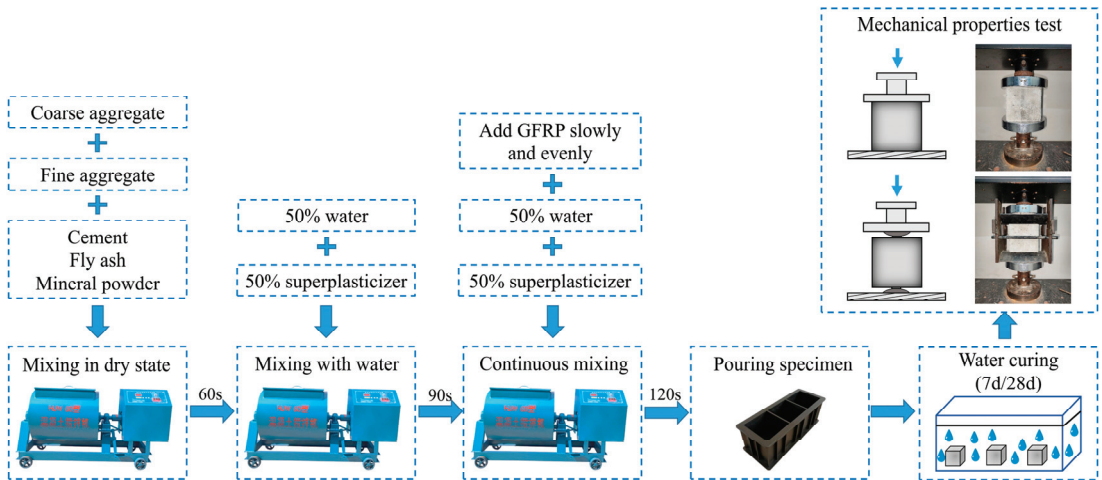 Mechanical properties test
Coarse aggregate
Fine aggregate
Cement
Fly ash
Mineral powder
50% water
50% superplasticizer
Add GFRP slowly
and evenly
50% water
50% superplasticizer
Mixing in dry state
60s
Mixing with water
90s
Continuous mixing
120s
Pouring specimen
Water curing
(7d/28d)